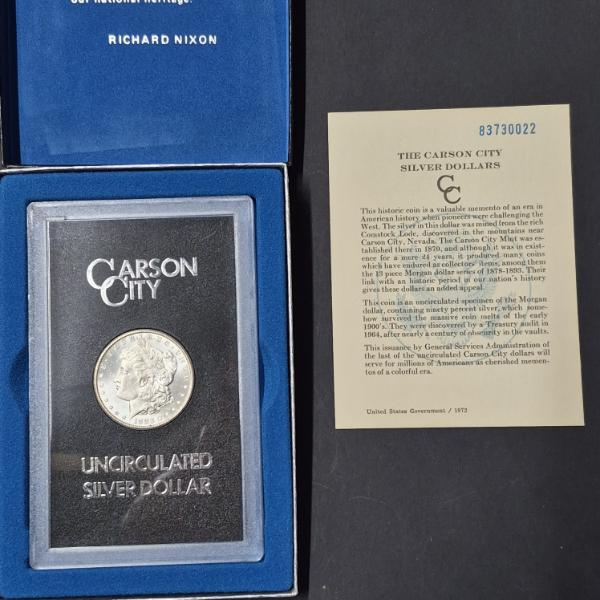 our national heritage.
RICHARD NIXON
CARSON
CITY
1883
UNCIRCULATED
SILVER DOLLAR
83730022
THE CARSON CITY
SILVER DOLLARS
CC
This historic coin is a valuable memento of an era in
American history when pioneers were challenging the
West. The silver in this dollar was mined from the rich
Comstock Lode, discovered in the mountains near
Carson City, Nevada. The Carson City Mint was es-
tablished there in 1870, and although it was in exist-
ence for a mere 24 years, it produced many coins
which have endured as collectors' items, among them
the 13 piece Morgan dollar series of 1878-1893. Their
link with an historic period in our nation's history
gives these dollars an added appeal.
This coin is an uncirculated specimen of the Morgan
dollar, containing ninety percent silver, which some-
how survived the massive coin melts of the early
1900's. They were discovered by a Treasury audit in
1964, after nearly a century of obscurity in the vaults.
This issuance by General Services Administration of
the last of the uncirculated Carson City dollars will
serve for millions of Americans as cherished memen-
tos of a colorful era.
United States Government / 1972